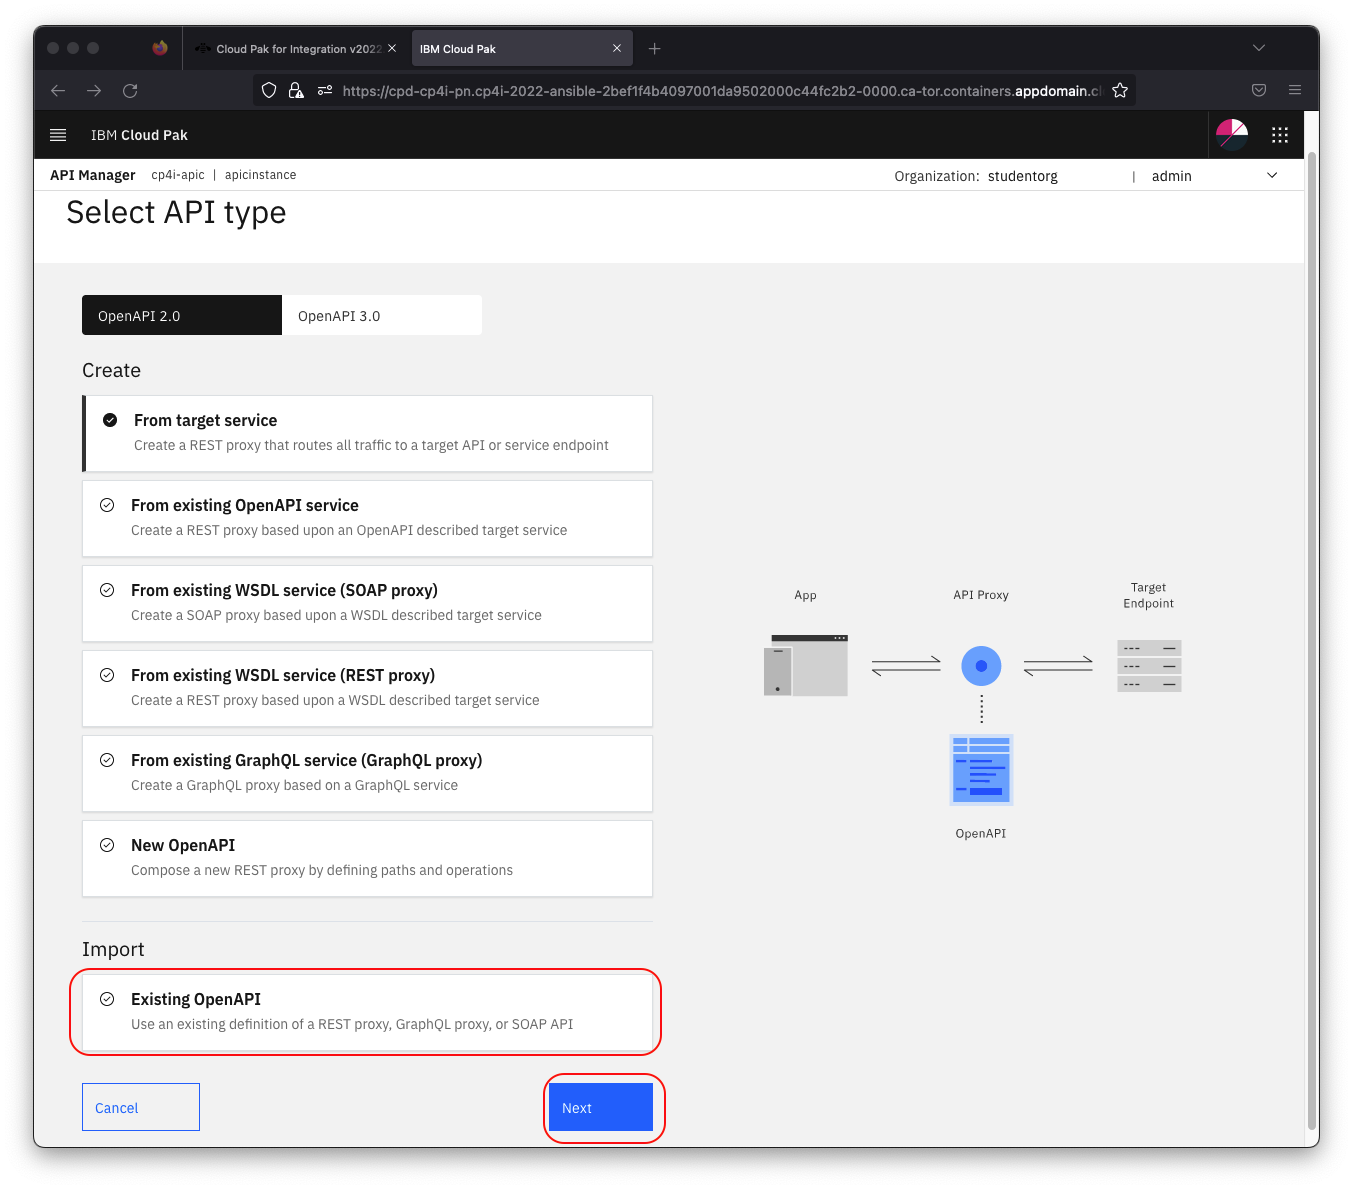 Cloud Pak for Integration v2022
IBM Cloud Pak
https://cpd-cp4i-pn.cp4i-2022-ansible-2bef1f4b4097001da9502000c44fc2b2-0000.ca-tor.containers.appdomain.cl
IBM Cloud Pak
API Manager cp4i-apic | apicinstance
Organization: studentorg | admin
Select API type
OpenAPI 2.0
OpenAPI 3.0
Create
From target service
Create a REST proxy that routes all traffic to a target API or service endpoint
From existing OpenAPI service
Create a REST proxy based upon an OpenAPI described target service
From existing WSDL service (SOAP proxy)
Create a SOAP proxy based upon a WSDL described target service
From existing WSDL service (REST proxy)
Create a REST proxy based upon a WSDL described target service
From existing GraphQL service (GraphQL proxy)
Create a GraphQL proxy based on a GraphQL service
New OpenAPI
Compose a new REST proxy by defining paths and operations
App
API Proxy
Target
Endpoint
OpenAPI
Import
Existing OpenAPI
Use an existing definition of a REST proxy, GraphQL proxy, or SOAP API
Cancel
Next